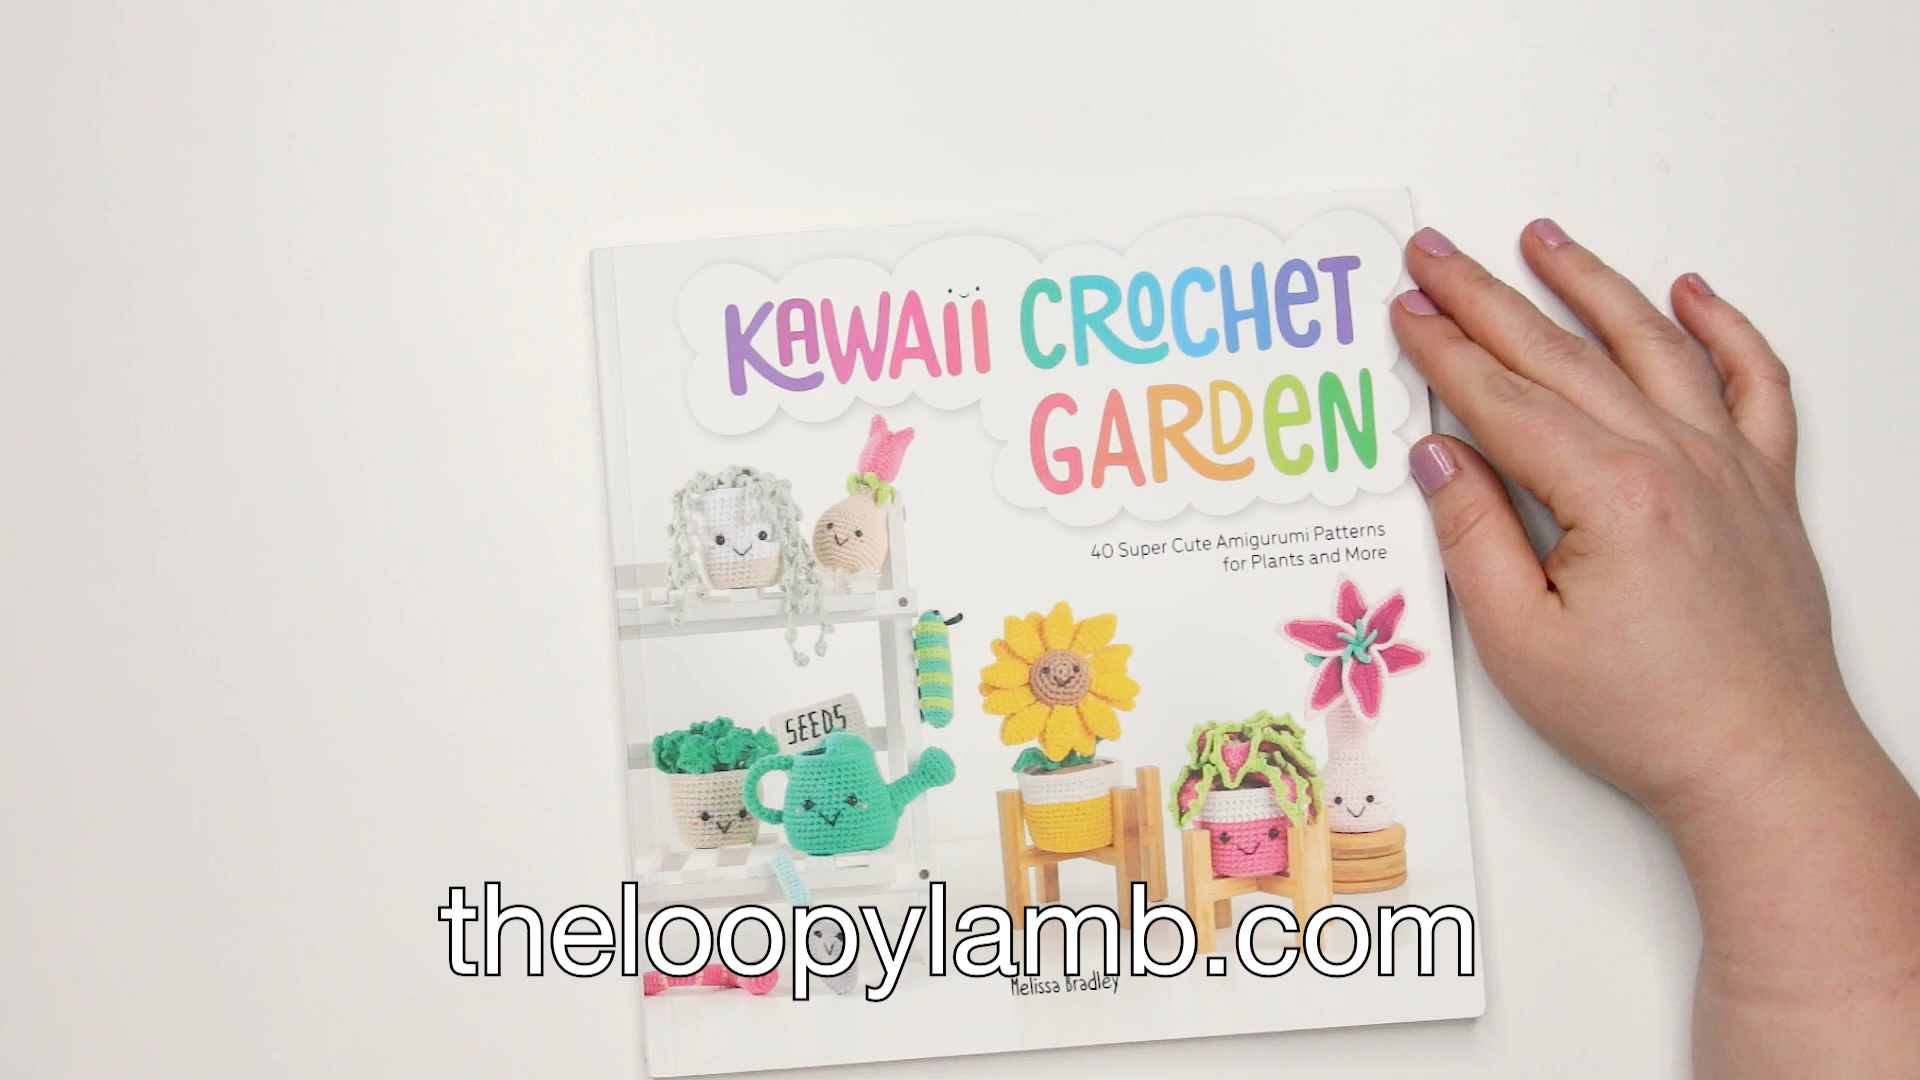 KAWAii CROCHET
GARDEN
40 Super Cute Amigurumi Patterns
for Plants and More
SEEDS
theloopylamb.com
Melissa Bradley